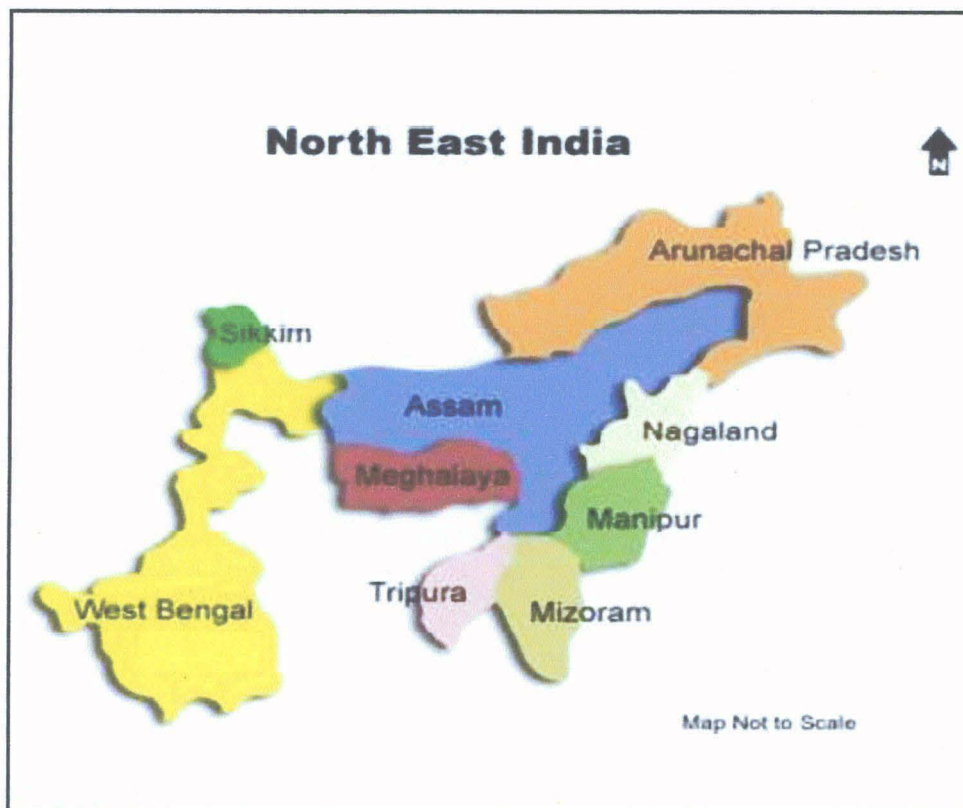 North East India
N
Arunachal Pradesh
Sikkim
Assam
Nagaland
Meghalaya
Manipur
Tripura
West Bengal
Mizoram
Map Not to Scale